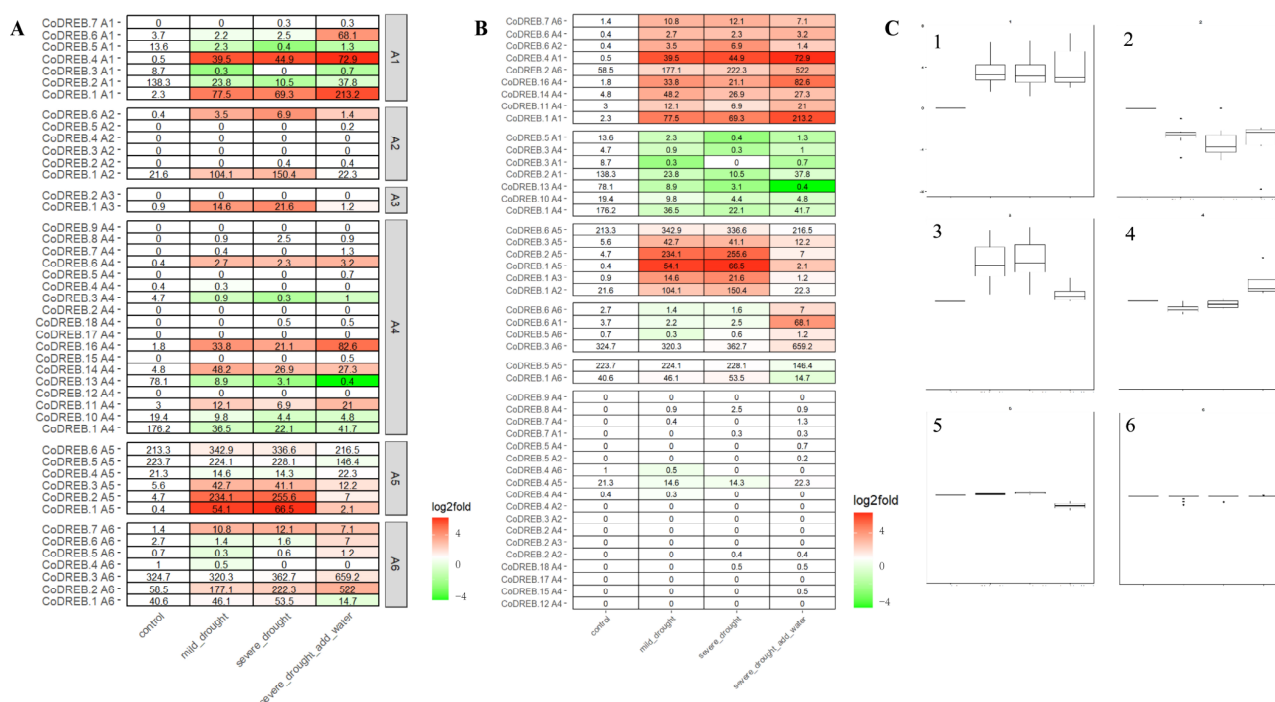 A
CoDREB.7 A1 0 0 0.3 0.3
CoDREB.6 A1 3.7 2.2 2.5 68.1
CoDREB.5 A1 13.6 2.3 0.4 1.3
CoDREB.4 A1 0.5 39.5 44.9 72.9
CoDREB.3 A1 8.7 0.3 0 0.7
CoDREB.2 A1 138.3 23.8 10.5 37.8
CoDREB.1 A1 2.3 77.5 69.3 213.2
A1
CoDREB.6 A2 0.4 3.5 6.9 1.4
CoDREB.5 A2 0 0 0 0.2
CoDREB.4 A2 0 0 0 0
CoDREB.3 A2 0 0 0 0
CoDREB.2 A2 0 0 0.4 0.4
CoDREB.1 A2 21.6 104.1 150.4 22.3
A2
CoDREB.2 A3 0 0 0 0
CoDREB.1 A3 0.9 14.6 21.6 1.2
A3
CoDREB.9 A4 0 0 0 0
CoDREB.8 A4 0 0.9 2.5 0.9
CoDREB.7 A4 0 0.4 0 1.3
CoDREB.6 A4 0.4 2.7 2.3 3.2
CoDREB.5 A4 0 0 0 0.7
CoDREB.4 A4 0.4 0.3 0 0
CoDREB.3 A4 4.7 0.9 0.3 1
CoDREB.2 A4 0 0 0 0
CoDREB.18 A4 0 0 0.5 0.5
CoDREB.17 A4 0 0 0 0
CoDREB.16 A4 1.8 33.8 21.1 82.6
CoDREB.15 A4 0 0 0 0.5
CoDREB.14 A4 4.8 48.2 26.9 27.3
CoDREB.13 A4 78.1 8.9 3.1 0.4
CoDREB.12 A4 0 0 0 0
CoDREB.11 A4 3 12.1 6.9 21
CoDREB.10 A4 19.4 9.8 4.4 4.8
CoDREB.1 A4 176.2 36.5 22.1 41.7
A4
CoDREB.6 A5 213.3 342.9 336.6 216.5
CoDREB.5 A5 223.7 224.1 228.1 146.4
CoDREB.4 A5 21.3 14.6 14.3 22.3
CoDREB.3 A5 5.6 42.7 41.1 12.2
CoDREB.2 A5 4.7 234.1 255.6 7
CoDREB.1 A5 0.4 54.1 66.5 2.1
A5
CoDREB.7 A6 1.4 10.8 12.1 7.1
CoDREB.6 A6 2.7 1.4 1.6 7
CoDREB.5 A6 0.7 0.3 0.6 1.2
CoDREB.4 A6 1 0.5 0 0
CoDREB.3 A6 324.7 320.3 362.7 659.2
CoDREB.2 A6 58.5 177.1 222.3 522
CoDREB.1 A6 40.6 46.1 53.5 14.7
A6
control mild_drought severe_drought severe_drought_add_water
log2fold
4
0
−4
B
CoDREB.7 A6 1.4 10.8 12.1 7.1
CoDREB.6 A4 0.4 2.7 2.3 3.2
CoDREB.6 A2 0.4 3.5 6.9 1.4
CoDREB.4 A1 0.5 39.5 44.9 72.9
CoDREB.2 A6 58.5 177.1 222.3 522
CoDREB.16 A4 1.8 33.8 21.1 82.6
CoDREB.14 A4 4.8 48.2 26.9 27.3
CoDREB.11 A4 3 12.1 6.9 21
CoDREB.1 A1 2.3 77.5 69.3 213.2
CoDREB.5 A1 13.6 2.3 0.4 1.3
CoDREB.3 A4 4.7 0.9 0.3 1
CoDREB.3 A1 8.7 0.3 0 0.7
CoDREB.2 A1 138.3 23.8 10.5 37.8
CoDREB.13 A4 78.1 8.9 3.1 0.4
CoDREB.10 A4 19.4 9.8 4.4 4.8
CoDREB.1 A4 176.2 36.5 22.1 41.7
CoDREB.6 A5 213.3 342.9 336.6 216.5
CoDREB.3 A5 5.6 42.7 41.1 12.2
CoDREB.2 A5 4.7 234.1 255.6 7
CoDREB.1 A5 0.4 54.1 66.5 2.1
CoDREB.1 A3 0.9 14.6 21.6 1.2
CoDREB.1 A2 21.6 104.1 150.4 22.3
CoDREB.6 A6 2.7 1.4 1.6 7
CoDREB.6 A1 3.7 2.2 2.5 68.1
CoDREB.5 A6 0.7 0.3 0.6 1.2
CoDREB.3 A6 324.7 320.3 362.7 659.2
CoDREB.5 A5 223.7 224.1 228.1 146.4
CoDREB.1 A6 40.6 46.1 53.5 14.7
CoDREB.9 A4 0 0 0 0
CoDREB.8 A4 0 0.9 2.5 0.9
CoDREB.7 A4 0 0.4 0 1.3
CoDREB.7 A1 0 0 0.3 0.3
CoDREB.5 A4 0 0 0 0.7
CoDREB.5 A2 0 0 0 0.2
CoDREB.4 A6 1 0.5 0 0
CoDREB.4 A5 21.3 14.6 14.3 22.3
CoDREB.4 A4 0.4 0.3 0 0
CoDREB.4 A2 0 0 0 0
CoDREB.3 A2 0 0 0 0
CoDREB.2 A4 0 0 0 0
CoDREB.2 A3 0 0 0 0
CoDREB.2 A2 0 0 0.4 0.4
CoDREB.18 A4 0 0 0.5 0.5
CoDREB.17 A4 0 0 0 0
CoDREB.15 A4 0 0 0 0.5
CoDREB.12 A4 0 0 0 0
control mild_drought severe_drought severe_drought_add_water
log2fold
4
0
−4
C
1
2
3
4
5
6